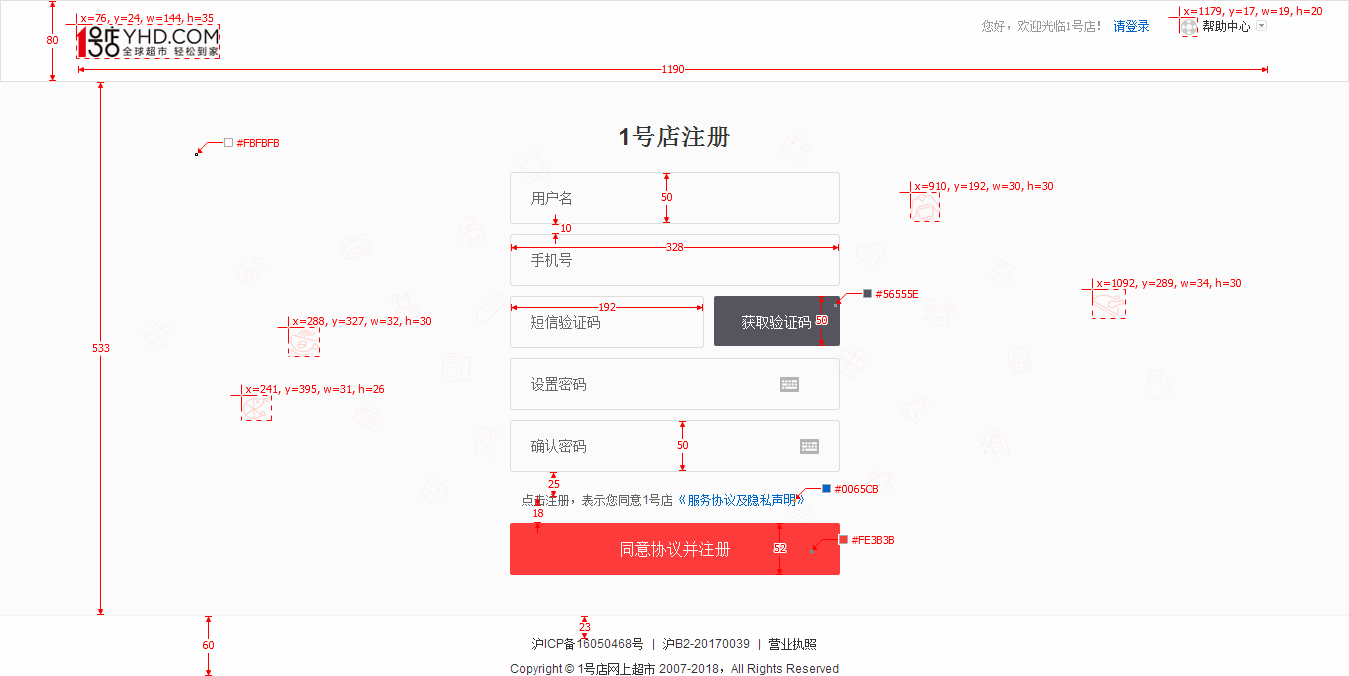 x=76, y=24, w=144, h=35
x=1179, y=17, w=19, h=20
80
1号店 YHD.COM
全球超市 轻松到家
您好，欢迎光临1号店！ 请登录
帮助中心
1190
#FBFBFB
1号店注册
x=910, y=192, w=30, h=30
用户名
50
10
328
手机号
x=1092, y=289, w=34, h=30
#56555E
192
短信验证码
获取验证码
50
x=288, y=327, w=32, h=30
533
设置密码
x=241, y=395, w=31, h=26
确认密码
50
25
#0065CB
点击注册，表示您同意1号店《服务协议及隐私声明》
18
#FE3B3B
同意协议并注册
52
23
60
沪ICP备16050468号 | 沪B2-20170039 | 营业执照
Copyright © 1号店网上超市 2007-2018，All Rights Reserved